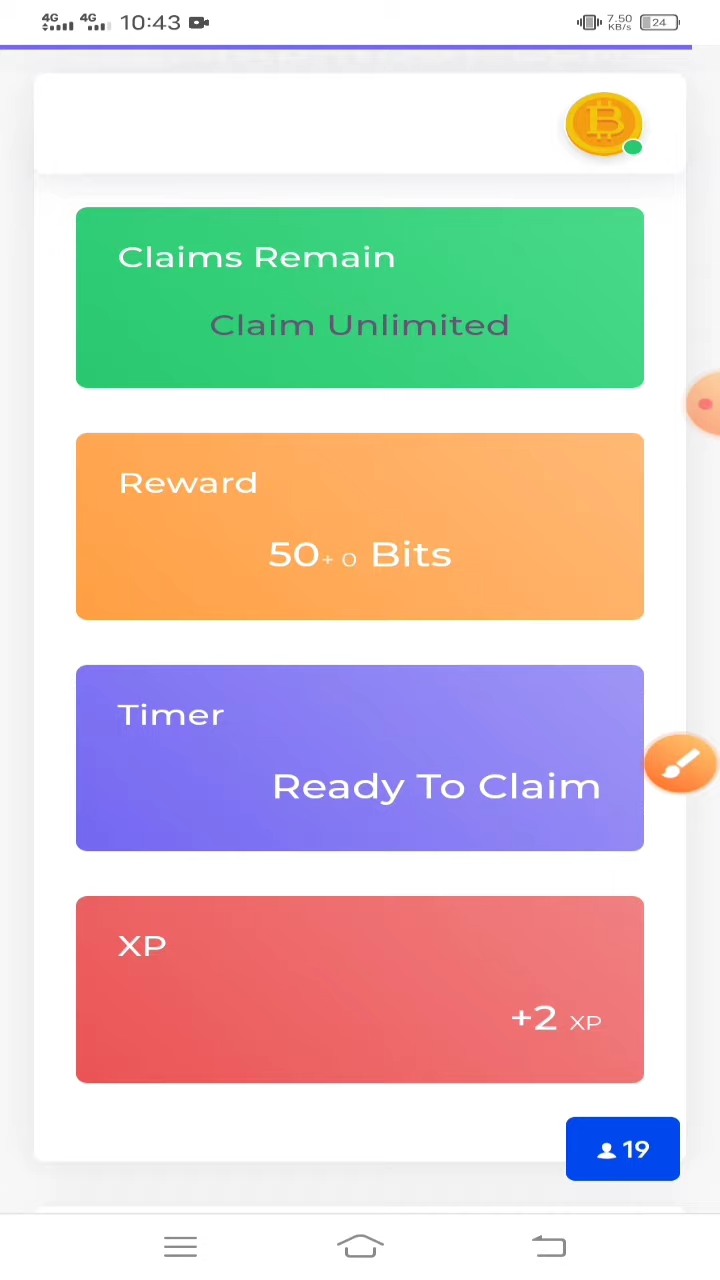 4G 4G 10:43 7.50 KB/s 24
B
Claims Remain
Claim Unlimited
Reward
50+ 0 Bits
Timer
Ready To Claim
XP
+2 XP
19